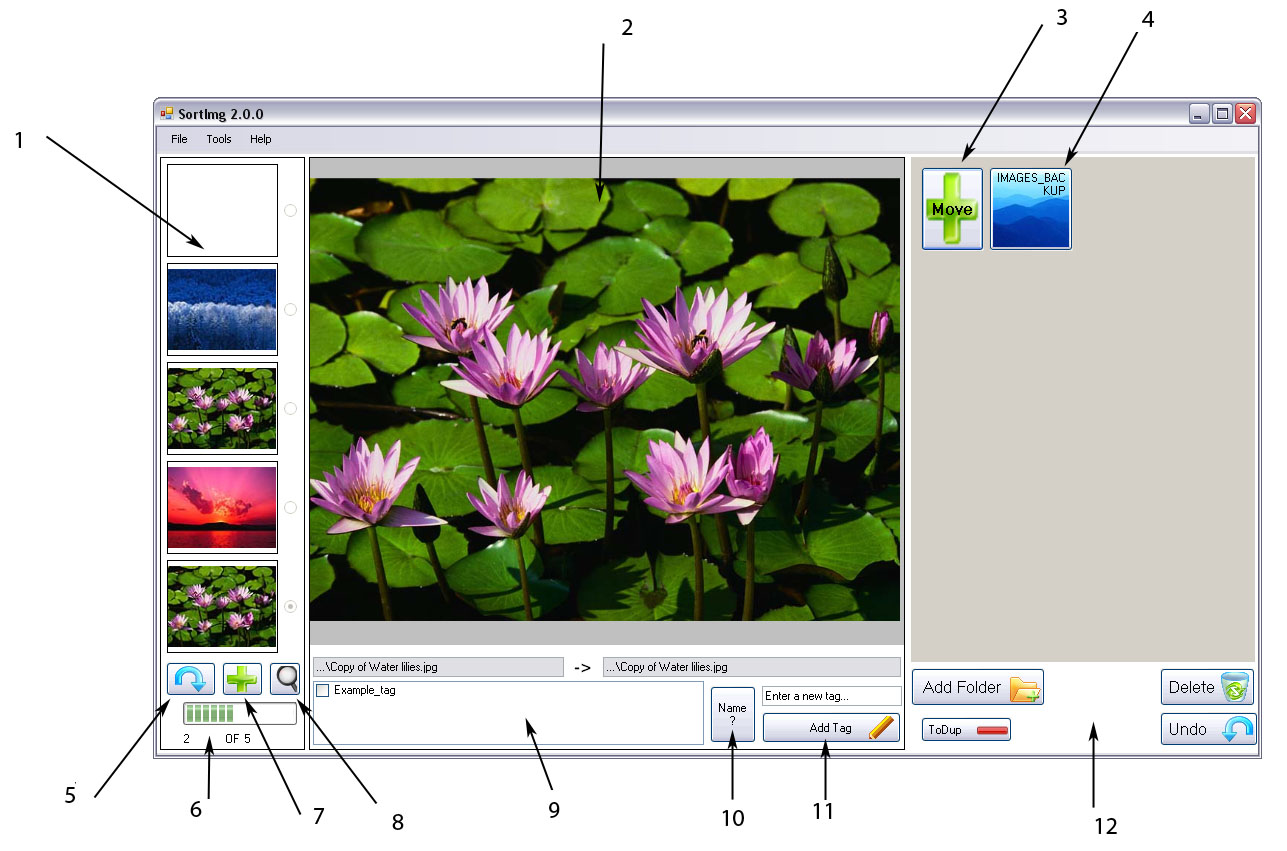 2
3
4
1
SortImg 2.0.0
File Tools Help
Move
IMAGES_BAC
KUP
...\Copy of Water lilies.jpg -> ...\Copy of Water lilies.jpg
Example_tag
Name
?
Enter a new tag...
Add Tag
Add Folder
Delete
ToDup
Undo
2 OF 5
5
6
7
8
9
10
11
12